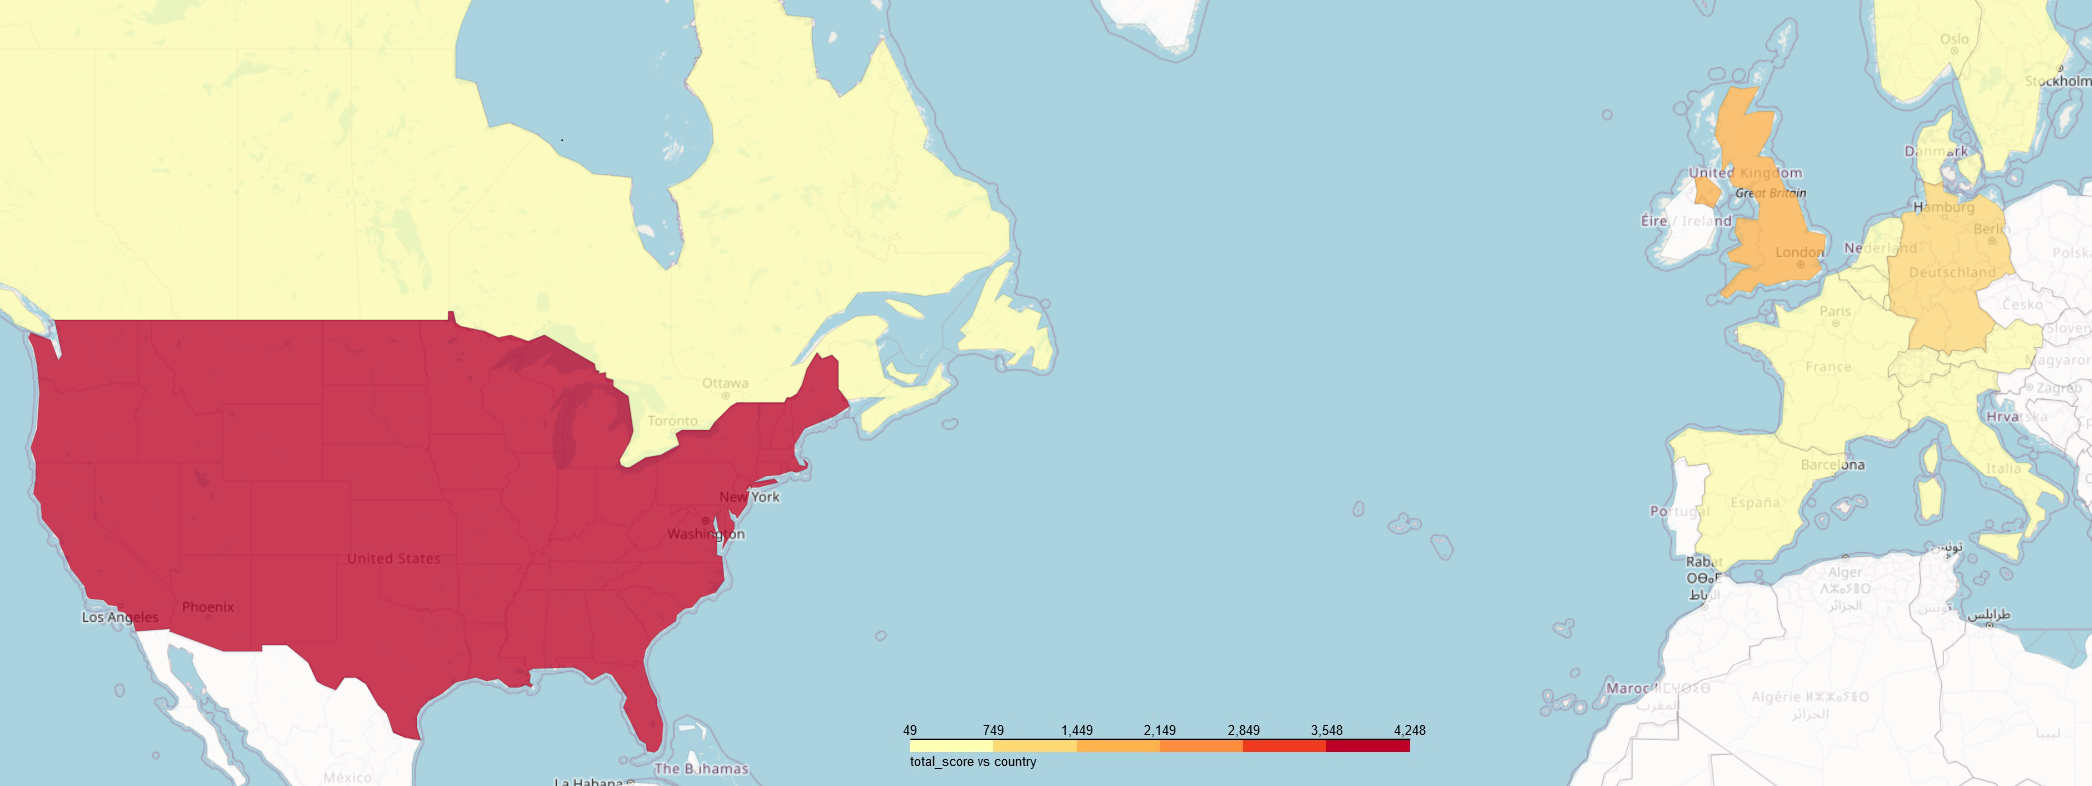 Oslo
Stockholm
Danmark
United Kingdom
Great Britain
Hamburg
Éire / Ireland
Berlin
Nederland
London
Polska
Deutschland
Česko
Paris
Sloven
France
Magyaror
Ottawa
Zagreb
Toronto
Hrvatska
Barcelona
Italia
New York
España
Portugal
Washington
تونس
United States
Rabat
ⵔⴱⴰⵟ
الرباط
Alger
الجزائر
Phoenix
Los Angeles
تونس
طرابلس
Maroc ⵍⵎⵖⵔⵉⴱ
المغرب
Algérie ⵍⵣⵣⴰⵢⴻⵔ
الجزائر
ليبيا
49 749 1,449 2,149 2,849 3,548 4,248
total_score vs country
The Bahamas
México
La Habana